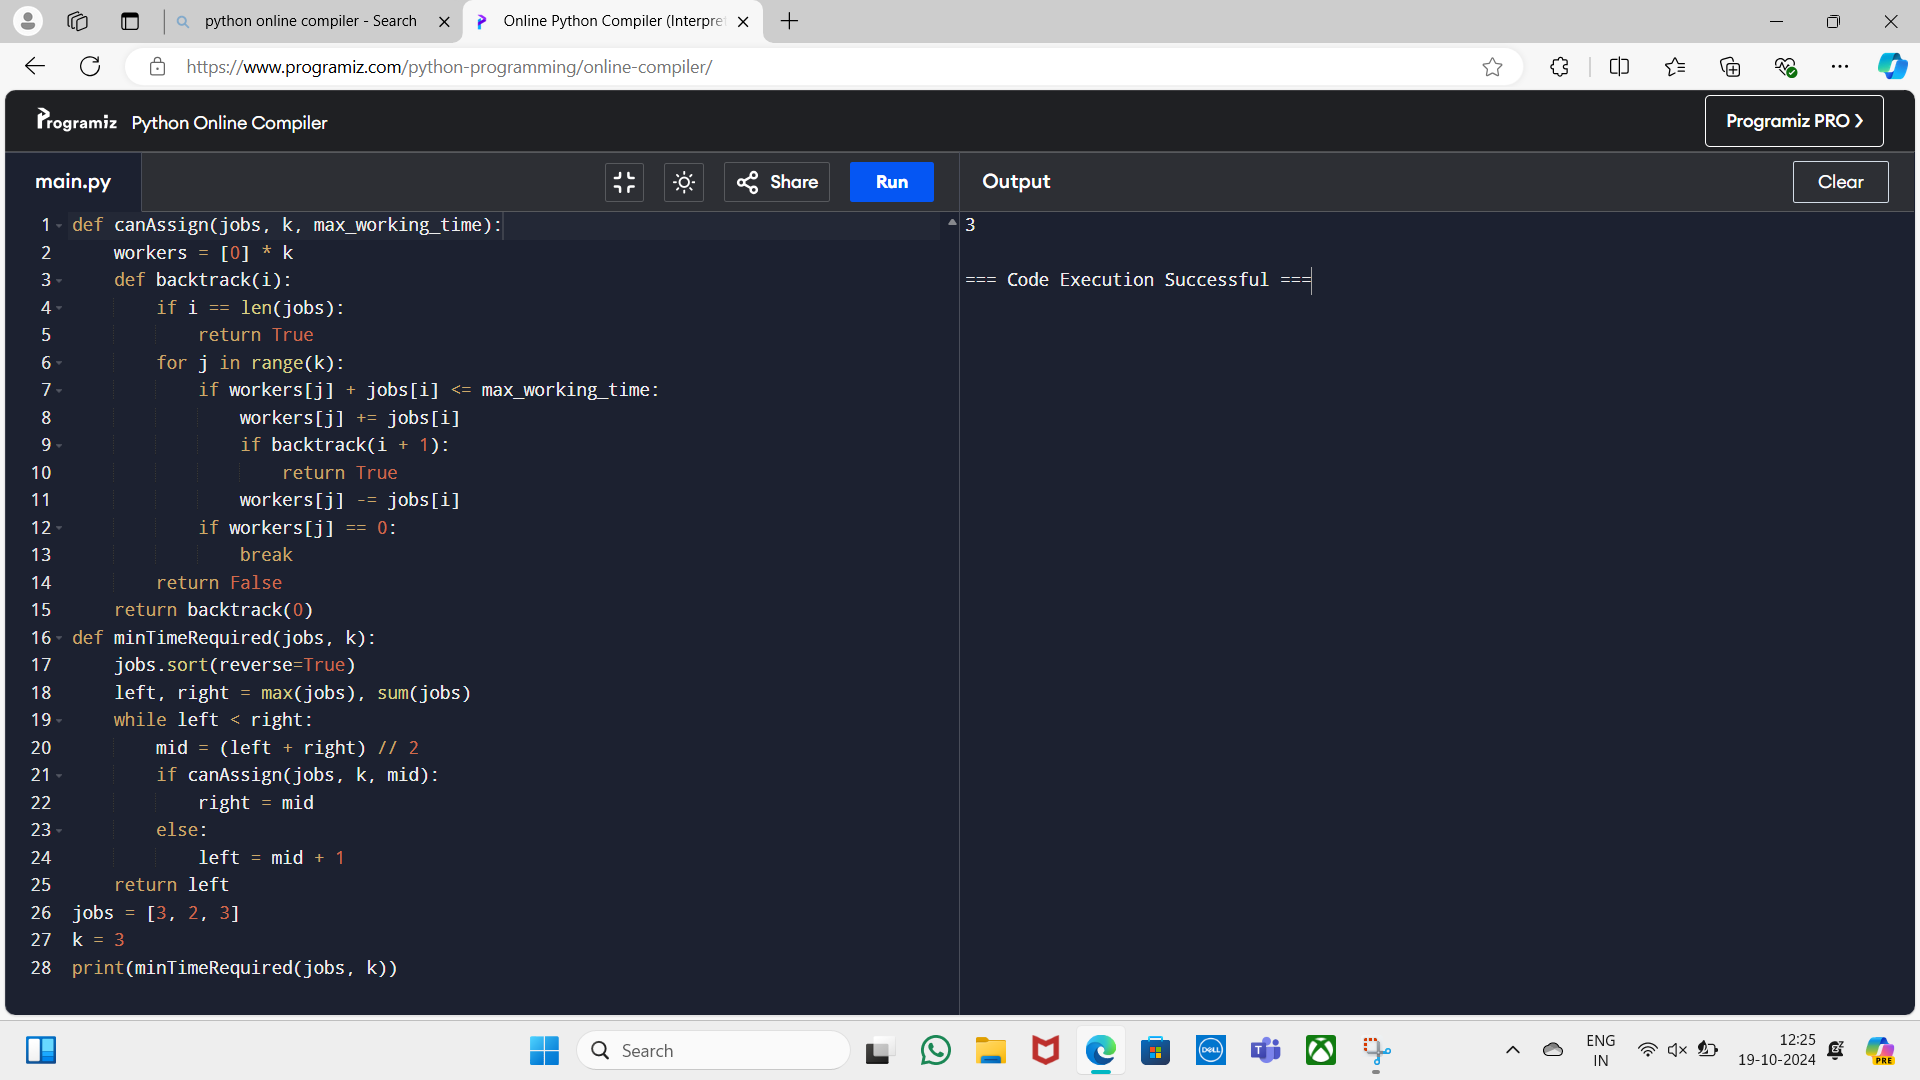 python online compiler - Search
Online Python Compiler (Interpre
https://www.programiz.com/python-programming/online-compiler/
Programiz Python Online Compiler
Programiz PRO ❯
main.py
Share
Run
Output
Clear
1 def canAssign(jobs, k, max_working_time):
2     workers = [0] * k
3     def backtrack(i):
4         if i == len(jobs):
5             return True
6         for j in range(k):
7             if workers[j] + jobs[i] <= max_working_time:
8                 workers[j] += jobs[i]
9                 if backtrack(i + 1):
10                     return True
11                 workers[j] -= jobs[i]
12             if workers[j] == 0:
13                 break
14         return False
15     return backtrack(0)
16 def minTimeRequired(jobs, k):
17     jobs.sort(reverse=True)
18     left, right = max(jobs), sum(jobs)
19     while left < right:
20         mid = (left + right) // 2
21         if canAssign(jobs, k, mid):
22             right = mid
23         else:
24             left = mid + 1
25     return left
26 jobs = [3, 2, 3]
27 k = 3
28 print(minTimeRequired(jobs, k))
3
=== Code Execution Successful ===
Search
DELL
ENG
IN
12:25
19-10-2024
PRE